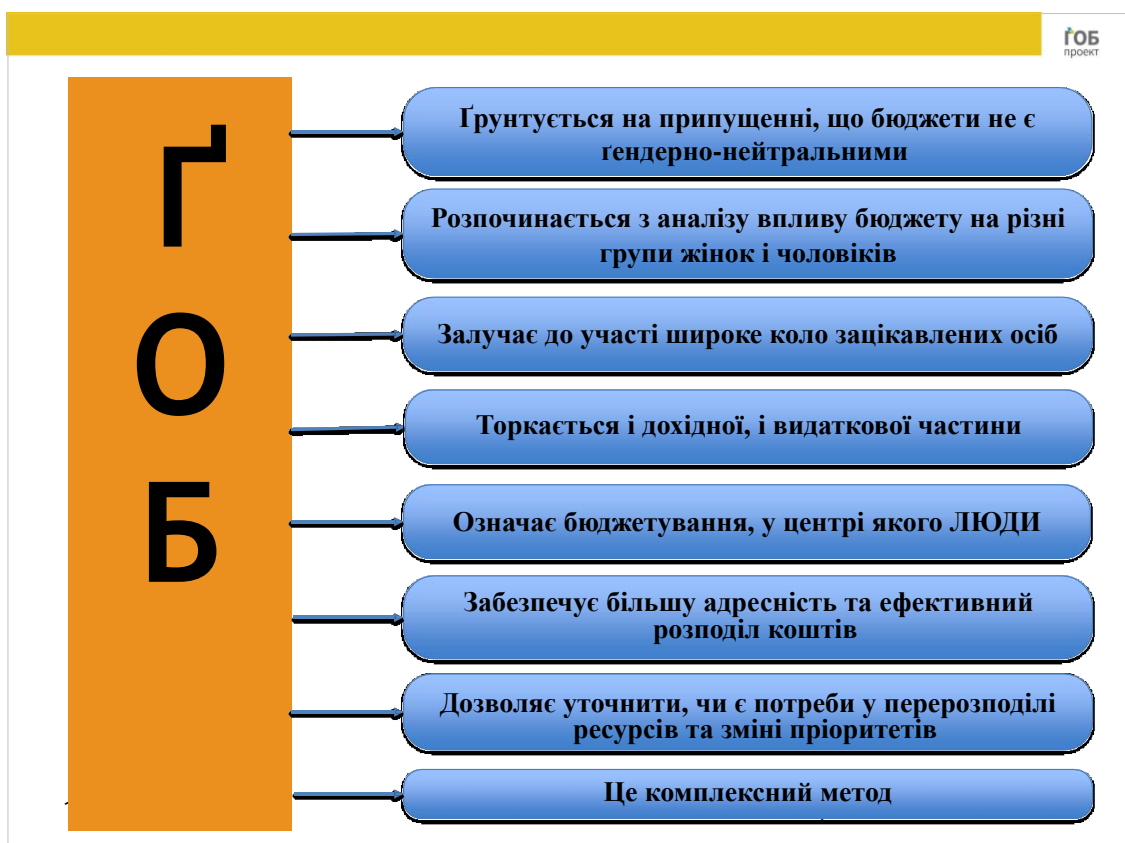 ГОБ
проект
Ґ
О
Б
Ґрунтується на припущенні, що бюджети не є
ґендерно-нейтральними
Розпочинається з аналізу впливу бюджету на різні
групи жінок і чоловіків
Залучає до участі широке коло зацікавлених осіб
Торкається і дохідної, і видаткової частини
Означає бюджетування, у центрі якого ЛЮДИ
Забезпечує більшу адресність та ефективний
розподіл коштів
Дозволяє уточнити, чи є потреби у перерозподілі
ресурсів та зміні пріоритетів
Це комплексний метод